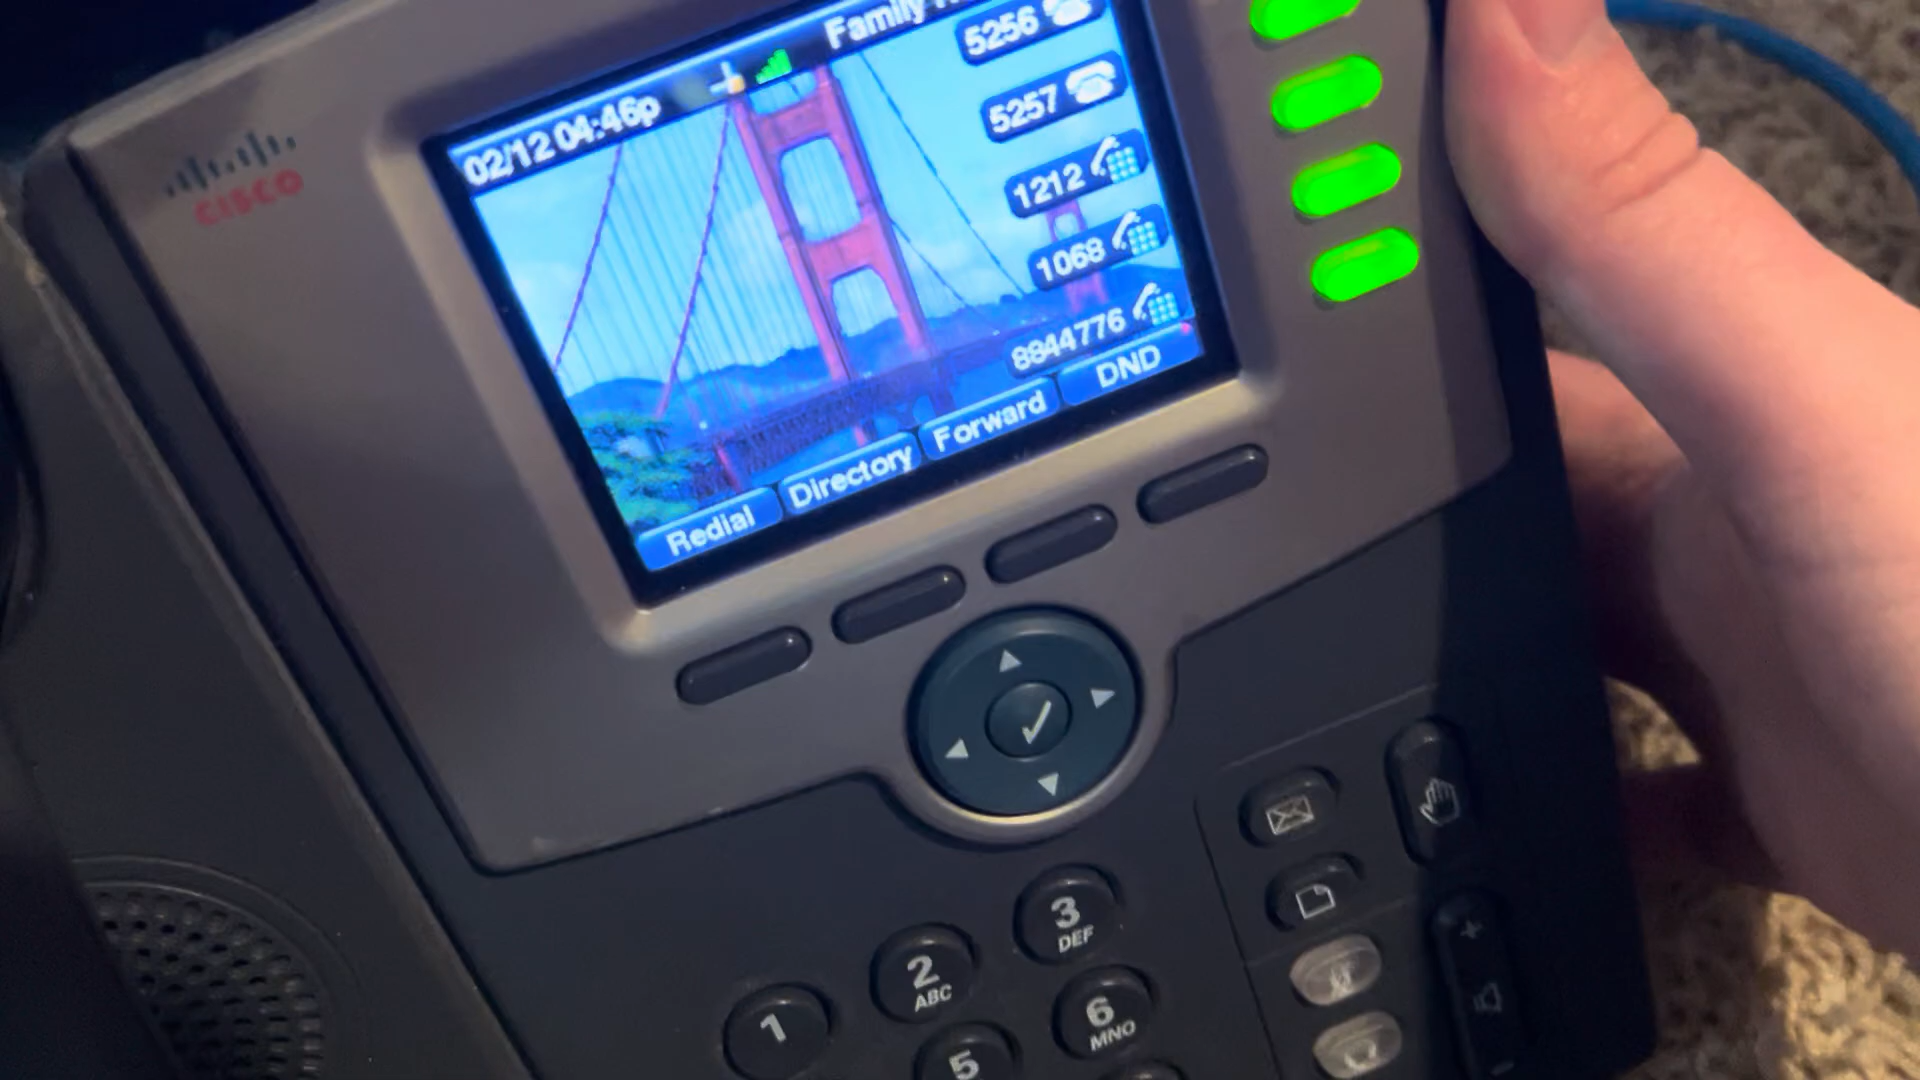 CISCO
02/12 04:46p
Family
5256
5257
1212
1068
8944776
Redial
Directory
Forward
DND
1
2
ABC
3
DEF
5
6
MNO